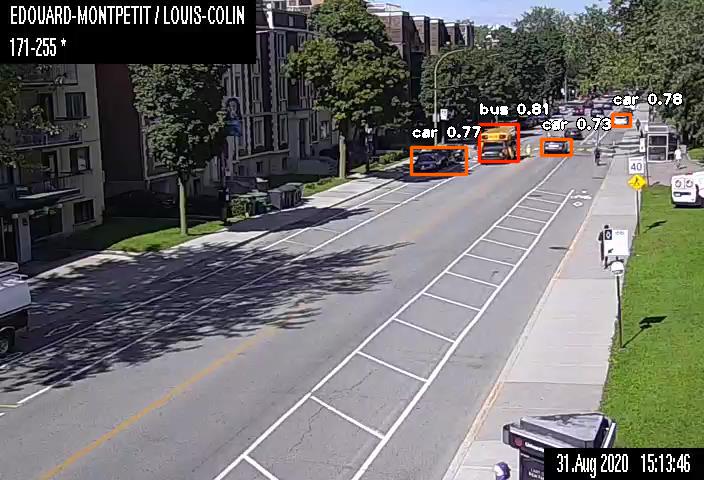 EDOUARD-MONTPETIT / LOUIS-COLIN
171-255 *
car 0.78
bus 0.81
car 0.77
car 0.73
40
31.Aug 2020 15:13:46